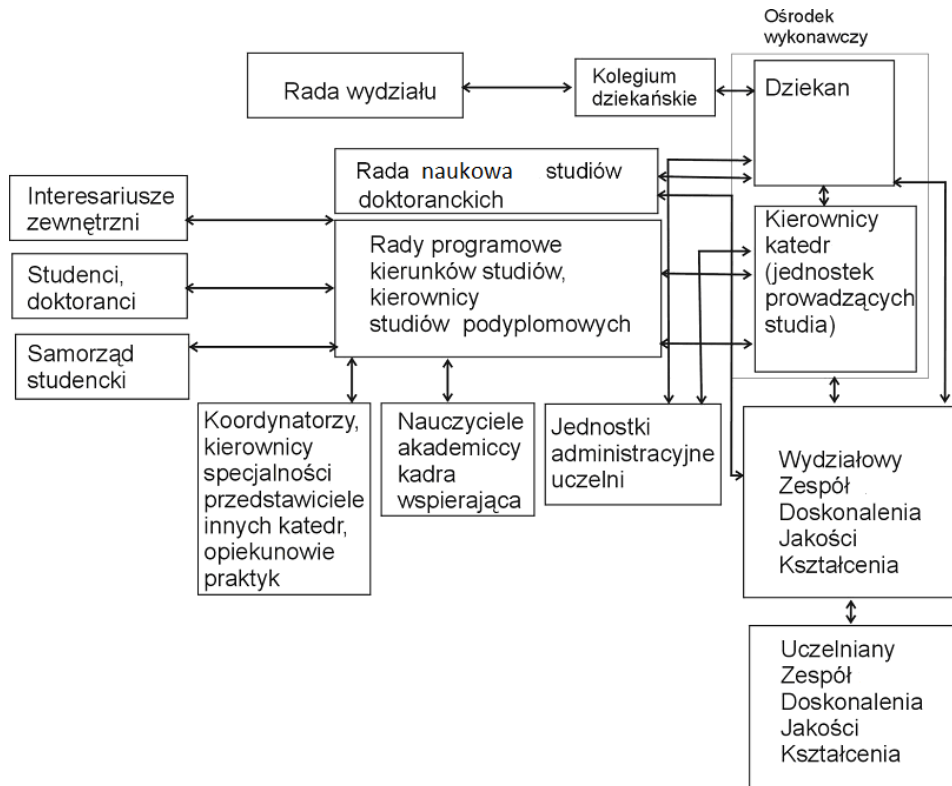 Ośrodek
wykonawczy
Rada wydziału
Kolegium
dziekańskie
Dziekan
Rada naukowa studiów
doktoranckich
Interesariusze
zewnętrzni
Rady programowe
kierunków studiów,
kierownicy
studiów podyplomowych
Kierownicy
katedr
(jednostek
prowadzących
studia)
Studenci,
doktoranci
Samorząd
studencki
Koordynatorzy,
kierownicy
specjalności
przedstawiciele
innych katedr,
opiekunowie
praktyk
Nauczyciele
akademiccy
kadra
wspierająca
Jednostki
administracyjne
uczelni
Wydziałowy
Zespół
Doskonalenia
Jakości
Kształcenia
Uczelniany
Zespół
Doskonalenia
Jakości
Kształcenia